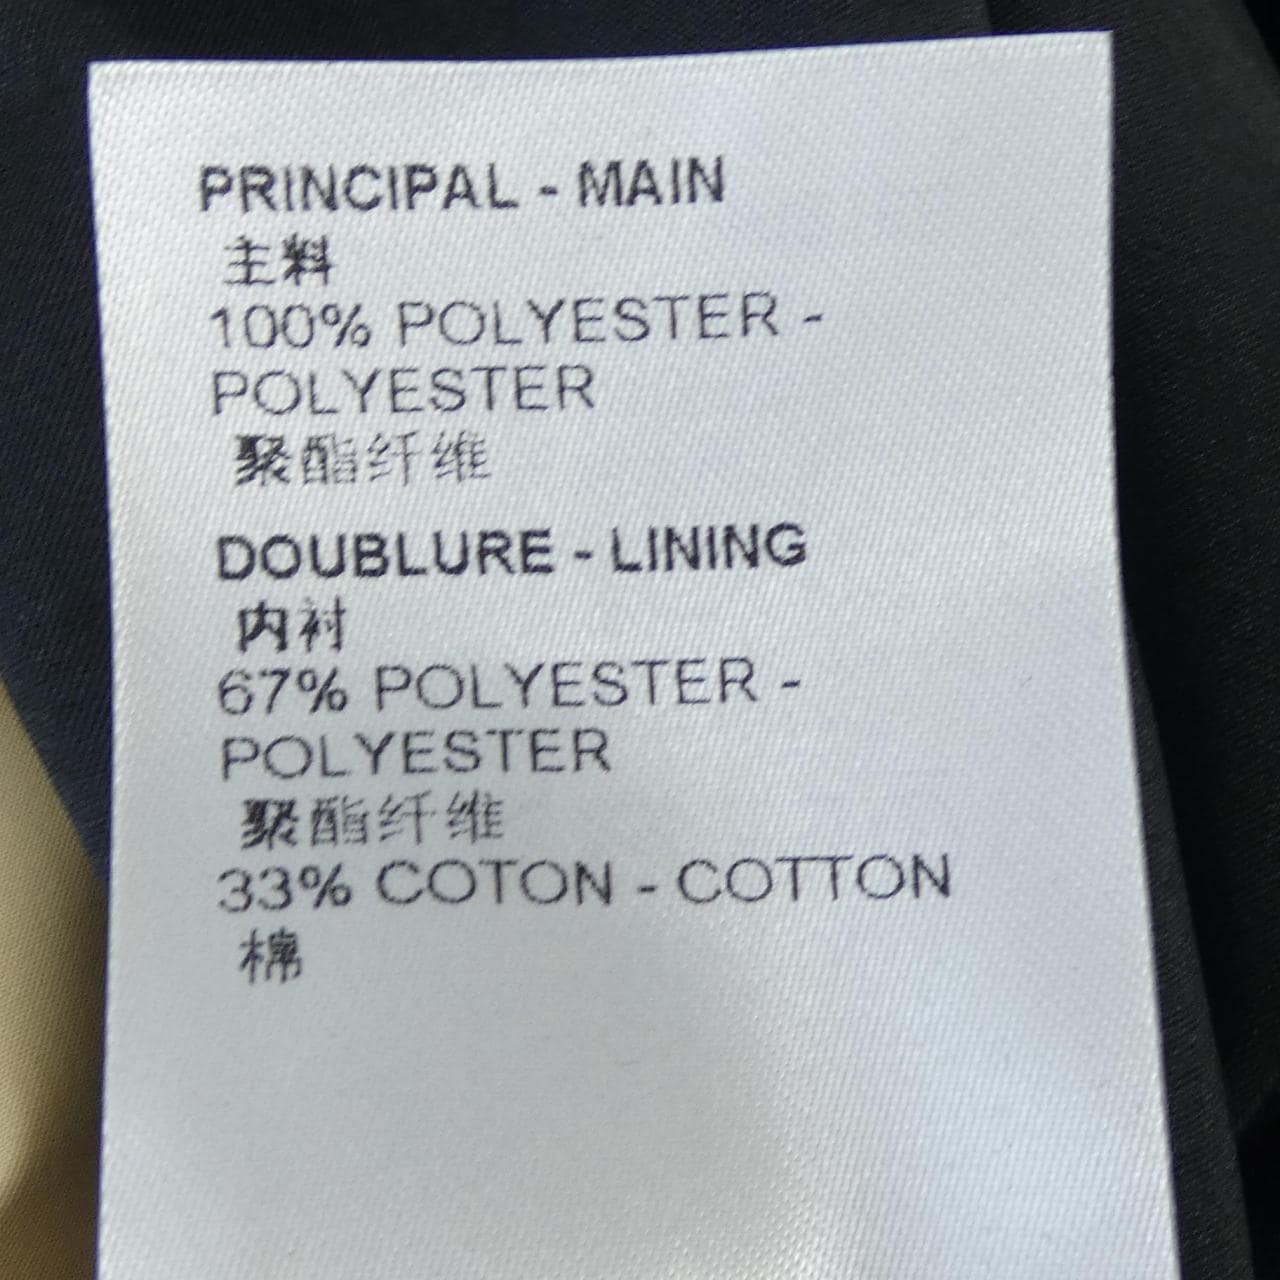 PRINCIPAL - MAIN
主料
100% POLYESTER -
POLYESTER
聚酯纤维
DOUBLURE - LINING
内衬
67% POLYESTER -
POLYESTER
聚酯纤维
33% COTON - COTTON
棉